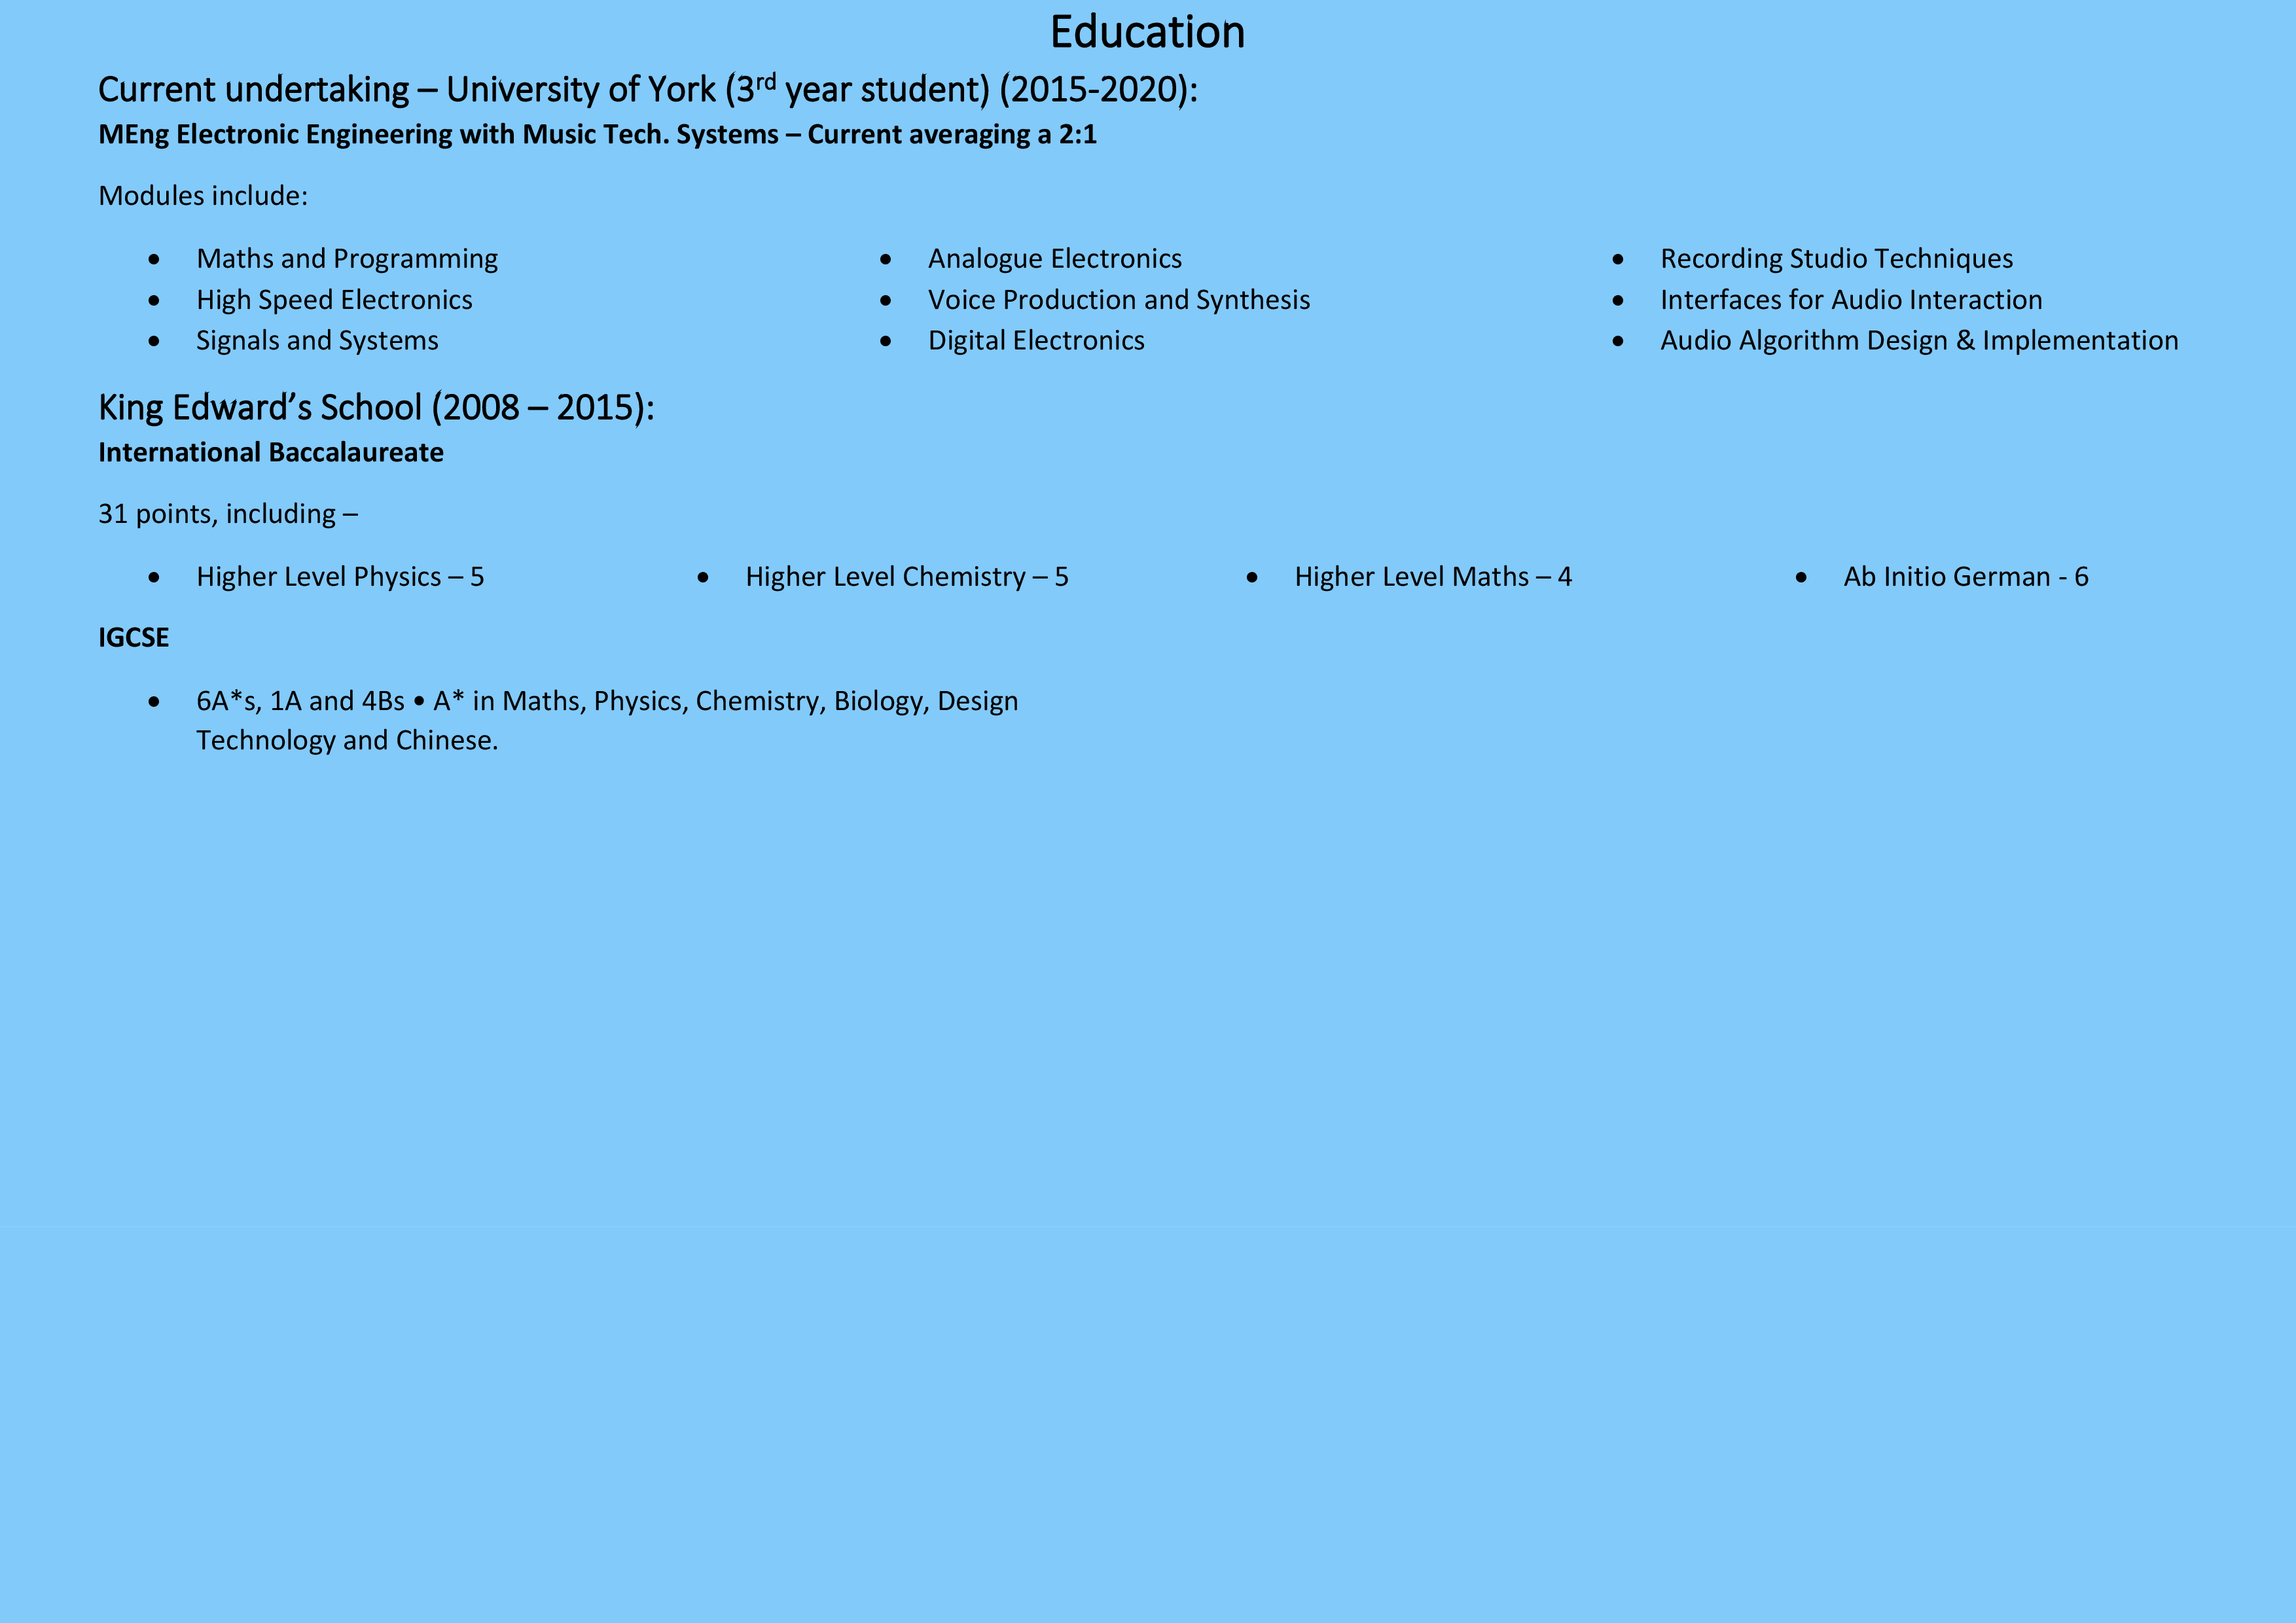 Education
Current undertaking – University of York (3rd year student) (2015-2020):
MEng Electronic Engineering with Music Tech. Systems – Current averaging a 2:1
Modules include:
• Maths and Programming
• High Speed Electronics
• Signals and Systems
• Analogue Electronics
• Voice Production and Synthesis
• Digital Electronics
• Recording Studio Techniques
• Interfaces for Audio Interaction
• Audio Algorithm Design & Implementation
King Edward’s School (2008 – 2015):
International Baccalaureate
31 points, including –
• Higher Level Physics – 5
• Higher Level Chemistry – 5
• Higher Level Maths – 4
• Ab Initio German - 6
IGCSE
• 6A*s, 1A and 4Bs • A* in Maths, Physics, Chemistry, Biology, Design
Technology and Chinese.